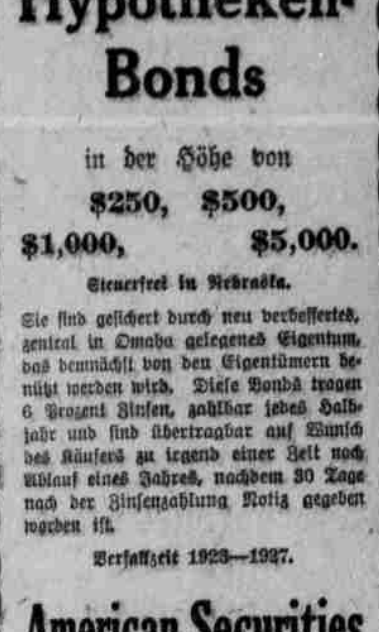 Hypotheken-
Bonds
in der Höhe von
$250, $500,
$1,000, $5,000.
Steuerfrei in Nebraska.
Sie sind gesichert durch neu verbessertes,
zentral in Omaha gelegenes Eigentum,
das demnächst von den Eigentümern be-
nützt werden wird. Diese Bonds tragen
6 Prozent Zinsen, zahlbar jedes Halb-
jahr und sind übertragbar auf Wunsch
des Käufers zu irgend einer Zeit nach
Ablauf eines Jahres, nachdem 30 Tage
nach der Zinsenzahlung Notiz gegeben
worden ist.
Verfallzeit 1923—1927.
American Securities